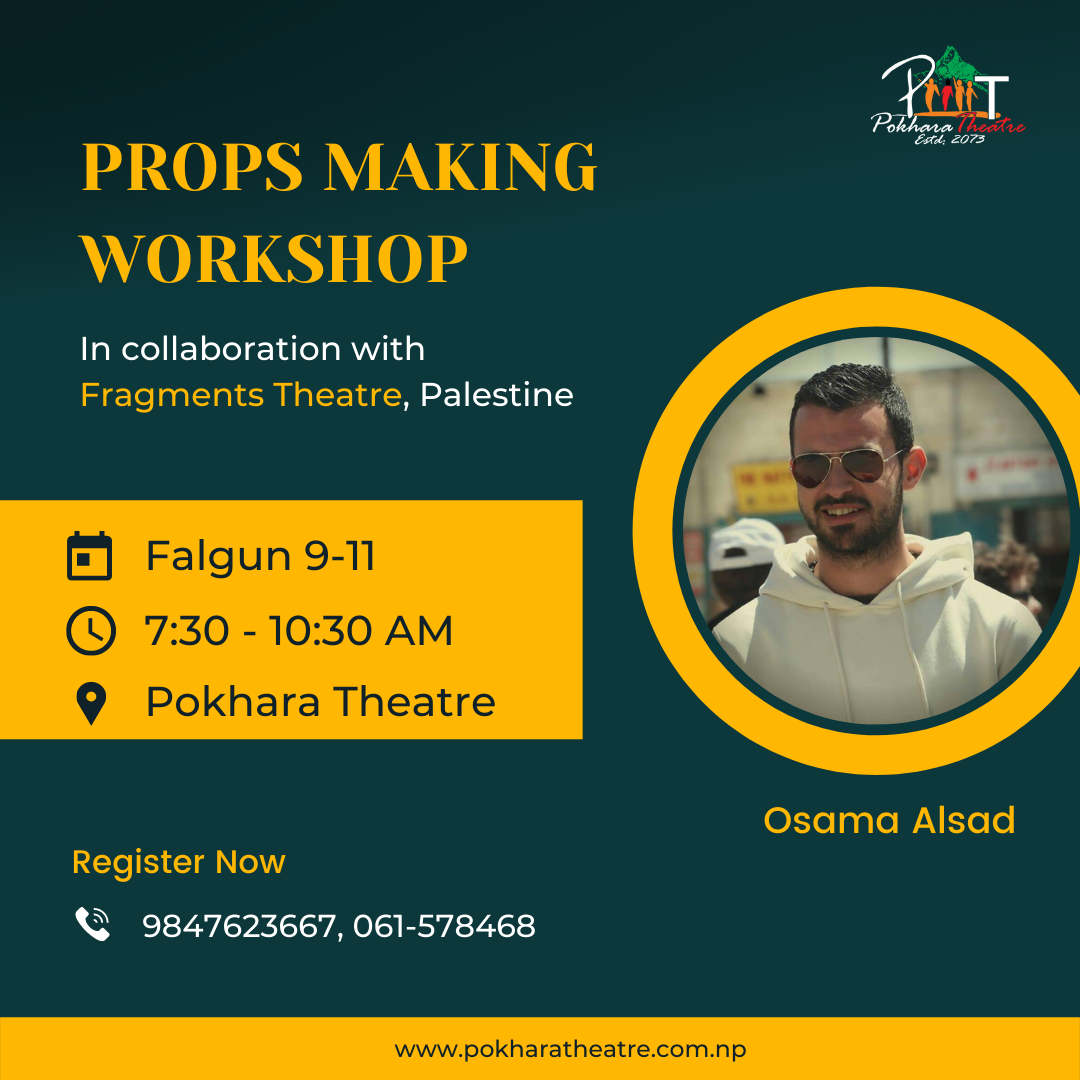 P T
Pokhara Theatre
Estd: 2073
PROPS MAKING
WORKSHOP
In collaboration with
Fragments Theatre, Palestine
Falgun 9-11
7:30 - 10:30 AM
Pokhara Theatre
Osama Alsad
Register Now
9847623667, 061-578468
www.pokharatheatre.com.np